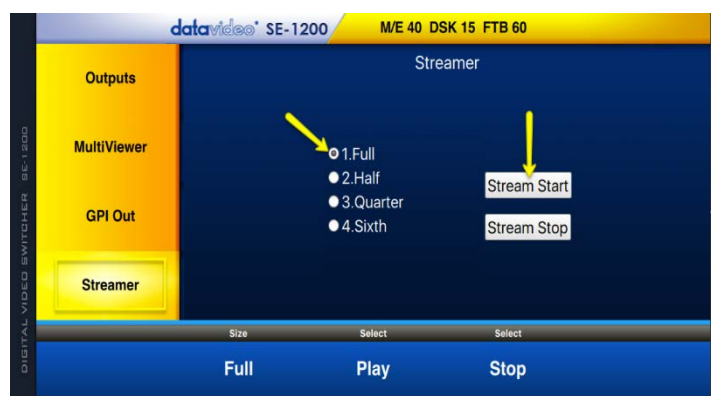 datavideo SE-1200
M/E 40 DSK 15 FTB 60
DIGITAL VIDEO SWITCHER SE-1200
Outputs
MultiViewer
GPI Out
Streamer
Streamer
1.Full
2.Half
3.Quarter
4.Sixth
Stream Start
Stream Stop
Size Select Select
Full Play Stop